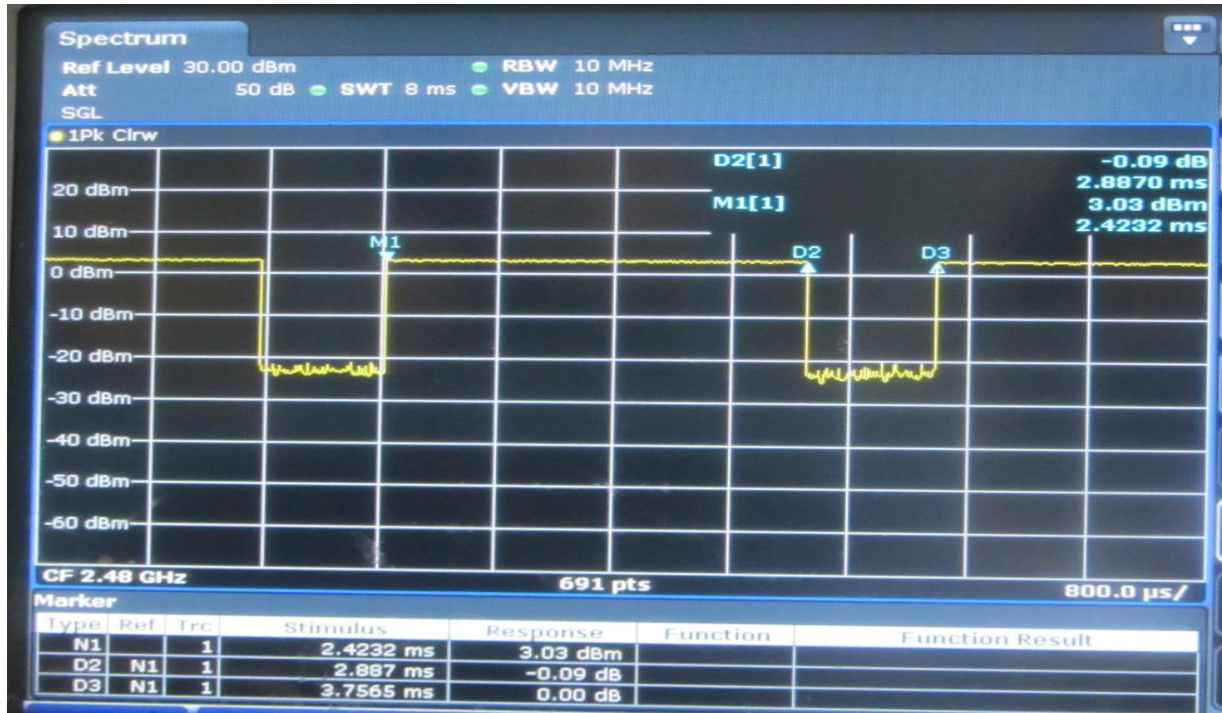 Spectrum
Ref Level 30.00 dBm RBW 10 MHz
Att 50 dB SWT 8 ms VBW 10 MHz
SGL
1Pk Clrw
D2[1] -0.09 dB
2.8870 ms
M1[1] 3.03 dBm
2.4232 ms
20 dBm
10 dBm
M1
D2 D3
0 dBm
-10 dBm
-20 dBm
-30 dBm
-40 dBm
-50 dBm
-60 dBm
CF 2.48 GHz 691 pts 800.0 µs/
Marker
Type Ref Trc Stimulus Response Function Function Result
N1 1 2.4232 ms 3.03 dBm
D2 N1 1 2.887 ms -0.09 dB
D3 N1 1 3.7565 ms 0.00 dB